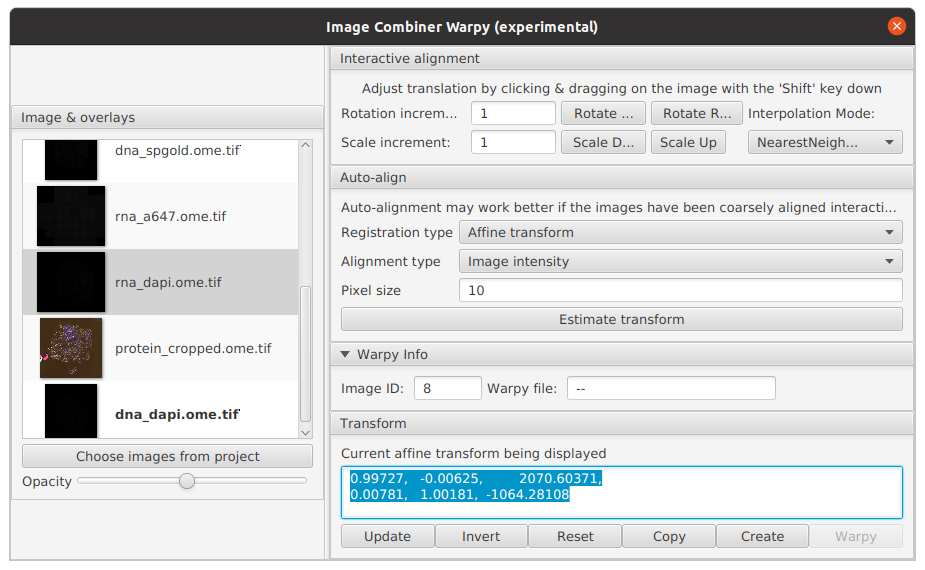 Image Combiner Warpy (experimental)
Image & overlays
dna_spgold.ome.tif
rna_a647.ome.tif
rna_dapi.ome.tif
protein_cropped.ome.tif
dna_dapi.ome.tif
Choose images from project
Opacity
Interactive alignment
Adjust translation by clicking & dragging on the image with the 'Shift' key down
Rotation increm... 1 Rotate ... Rotate R... Interpolation Mode:
Scale increment: 1 Scale D... Scale Up NearestNeigh...
Auto-align
Auto-alignment may work better if the images have been coarsely aligned interacti...
Registration type Affine transform
Alignment type Image intensity
Pixel size 10
Estimate transform
Warpy Info
Image ID: 8 Warpy file: --
Transform
Current affine transform being displayed
0.99727, -0.00625, 2070.60371,
0.00781, 1.00181, -1064.28108
Update Invert Reset Copy Create Warpy